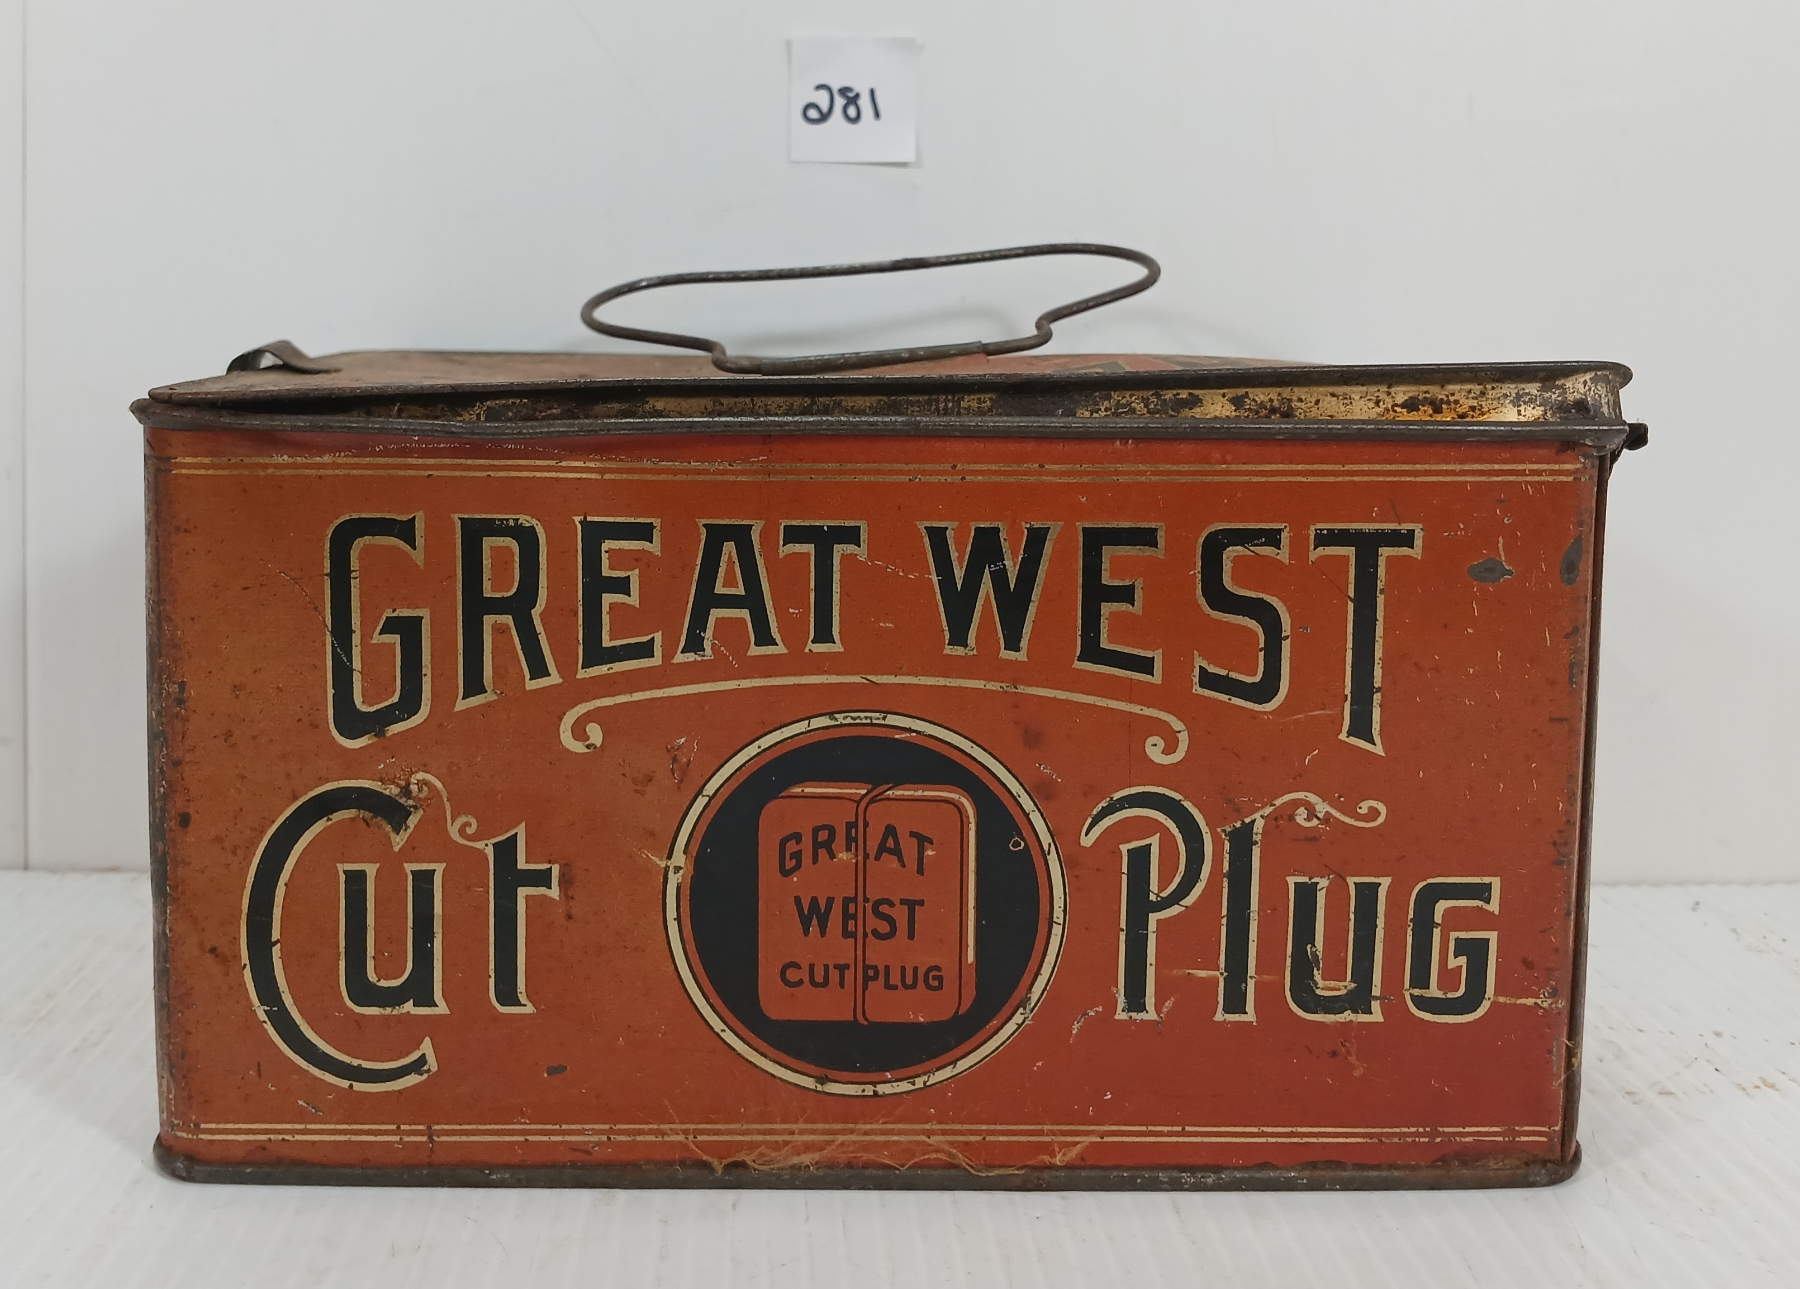 281
GREAT WEST
Cut Plug
GREAT
WEST
CUT PLUG